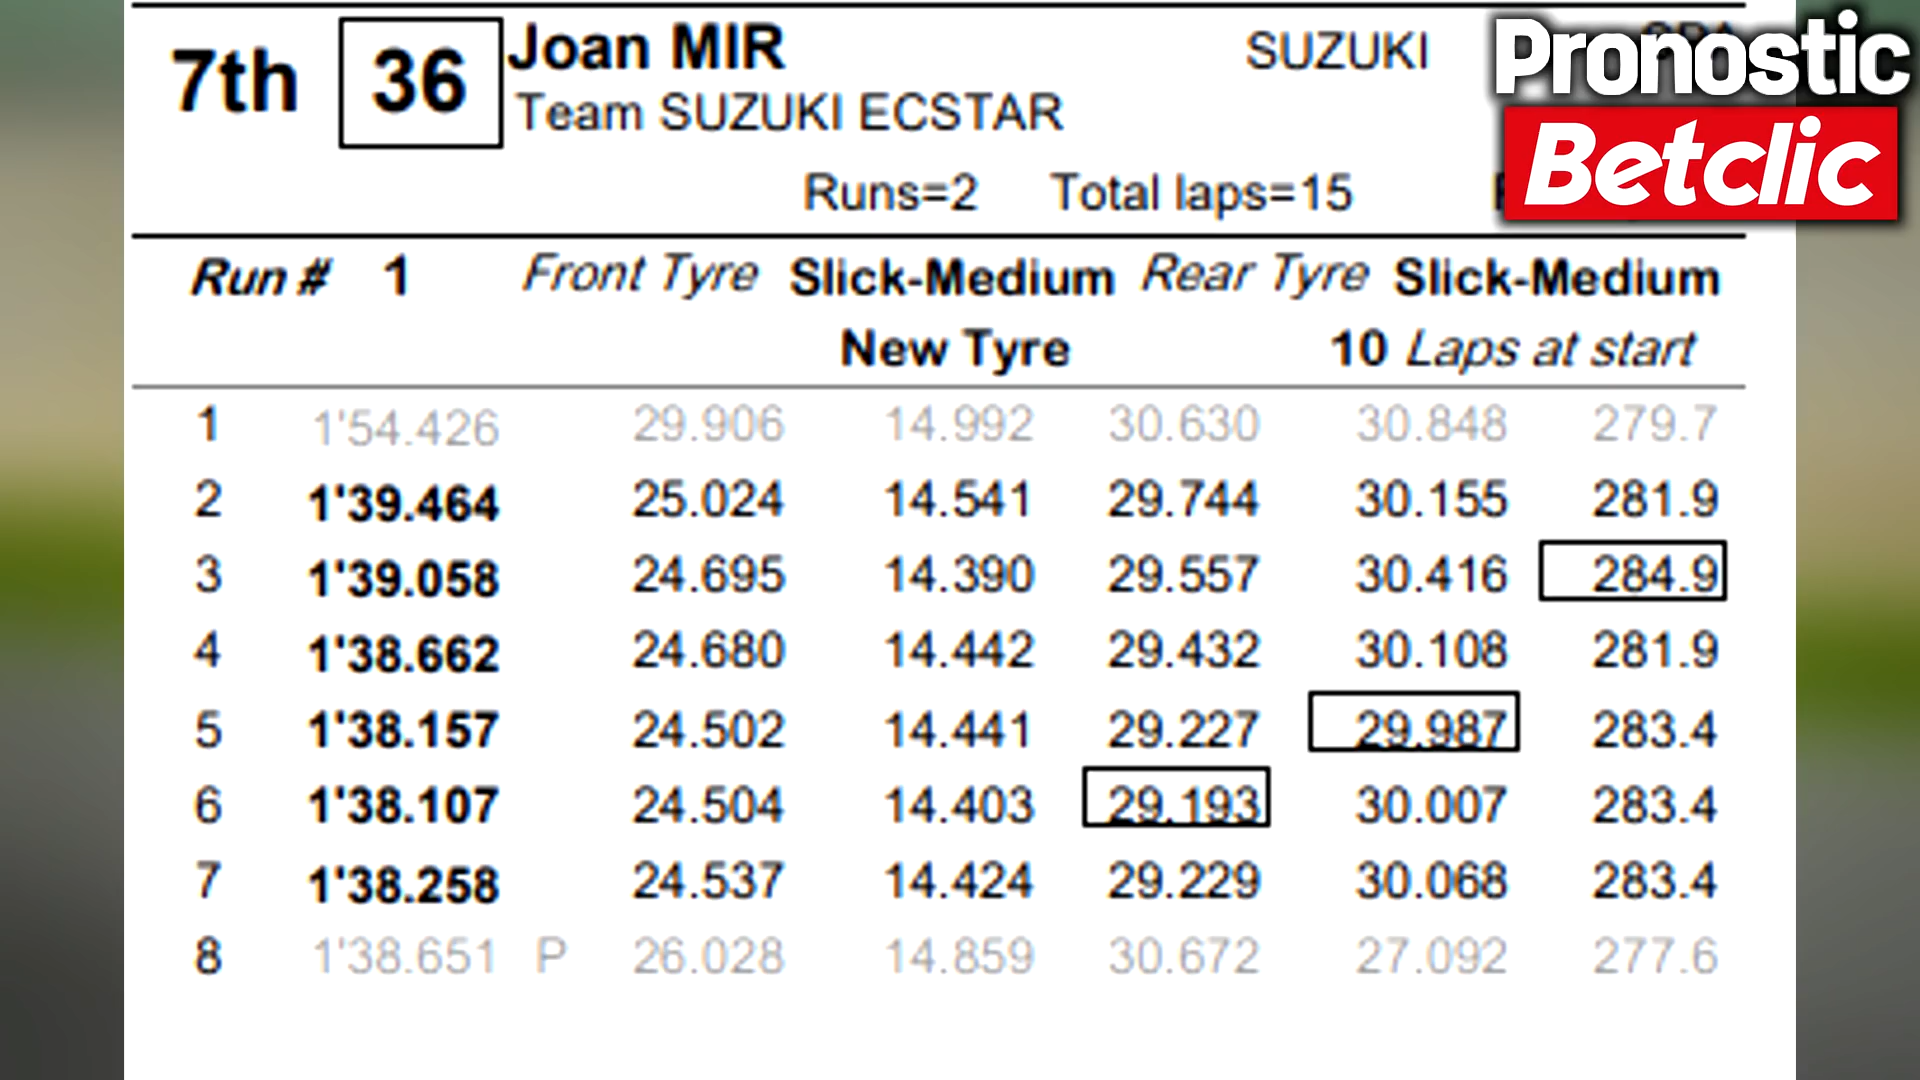 7th 36 Joan MIR SUZUKI
Team SUZUKI ECSTAR
Pronostic
Betclic
Runs=2 Total laps=15
Run # 1 Front Tyre Slick-Medium Rear Tyre Slick-Medium
New Tyre 10 Laps at start
1 1'54.426 29.906 14.992 30.630 30.848 279.7
2 1'39.464 25.024 14.541 29.744 30.155 281.9
3 1'39.058 24.695 14.390 29.557 30.416 284.9
4 1'38.662 24.680 14.442 29.432 30.108 281.9
5 1'38.157 24.502 14.441 29.227 29.987 283.4
6 1'38.107 24.504 14.403 29.193 30.007 283.4
7 1'38.258 24.537 14.424 29.229 30.068 283.4
8 1'38.651 P 26.028 14.859 30.672 27.092 277.6